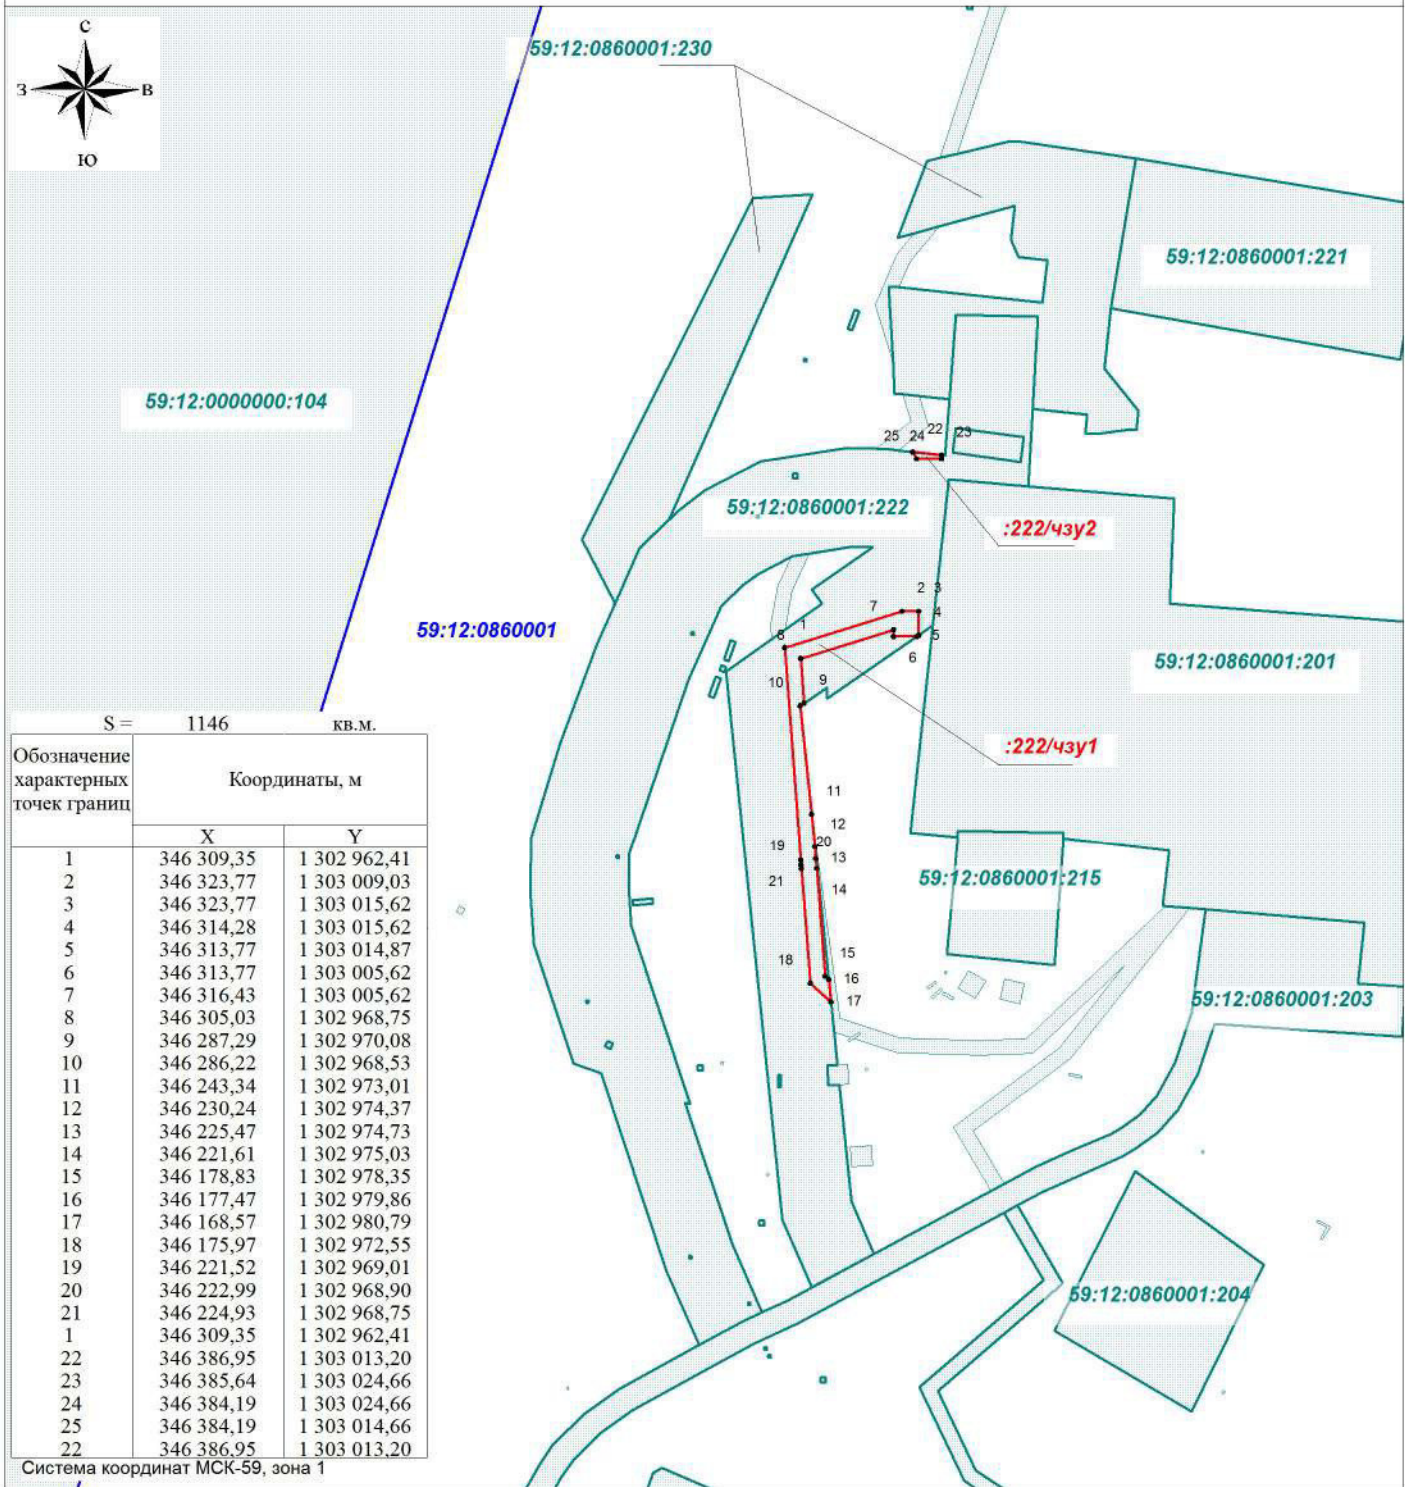 С
З
В
Ю
59:12:0860001:230
59:12:0860001:221
59:12:0000000:104
25
24
22
23
59:12:0860001:222
:222/чзу2
2
3
7
4
1
59:12:0860001
8
5
6
59:12:0860001:201
10
9
:222/чзу1
11
12
20
19
13
21
14
59:12:0860001:215
15
18
16
17
59:12:0860001:203
59:12:0860001:204
S = 1146 кв.м.
Обозначение
характерных
точек границ
Координаты, м
X Y
1 346 309,35 1 302 962,41
2 346 323,77 1 303 009,03
3 346 323,77 1 303 015,62
4 346 314,28 1 303 015,62
5 346 313,77 1 303 014,87
6 346 313,77 1 303 005,62
7 346 316,43 1 303 005,62
8 346 305,03 1 302 968,75
9 346 287,29 1 302 970,08
10 346 286,22 1 302 968,53
11 346 243,34 1 302 973,01
12 346 230,24 1 302 974,37
13 346 225,47 1 302 974,73
14 346 221,61 1 302 975,03
15 346 178,83 1 302 978,35
16 346 177,47 1 302 979,86
17 346 168,57 1 302 980,79
18 346 175,97 1 302 972,55
19 346 221,52 1 302 969,01
20 346 222,99 1 302 968,90
21 346 224,93 1 302 968,75
1 346 309,35 1 302 962,41
22 346 386,95 1 303 013,20
23 346 385,64 1 303 024,66
24 346 384,19 1 303 024,66
25 346 384,19 1 303 014,66
22 346 386,95 1 303 013,20
Система координат МСК-59, зона 1